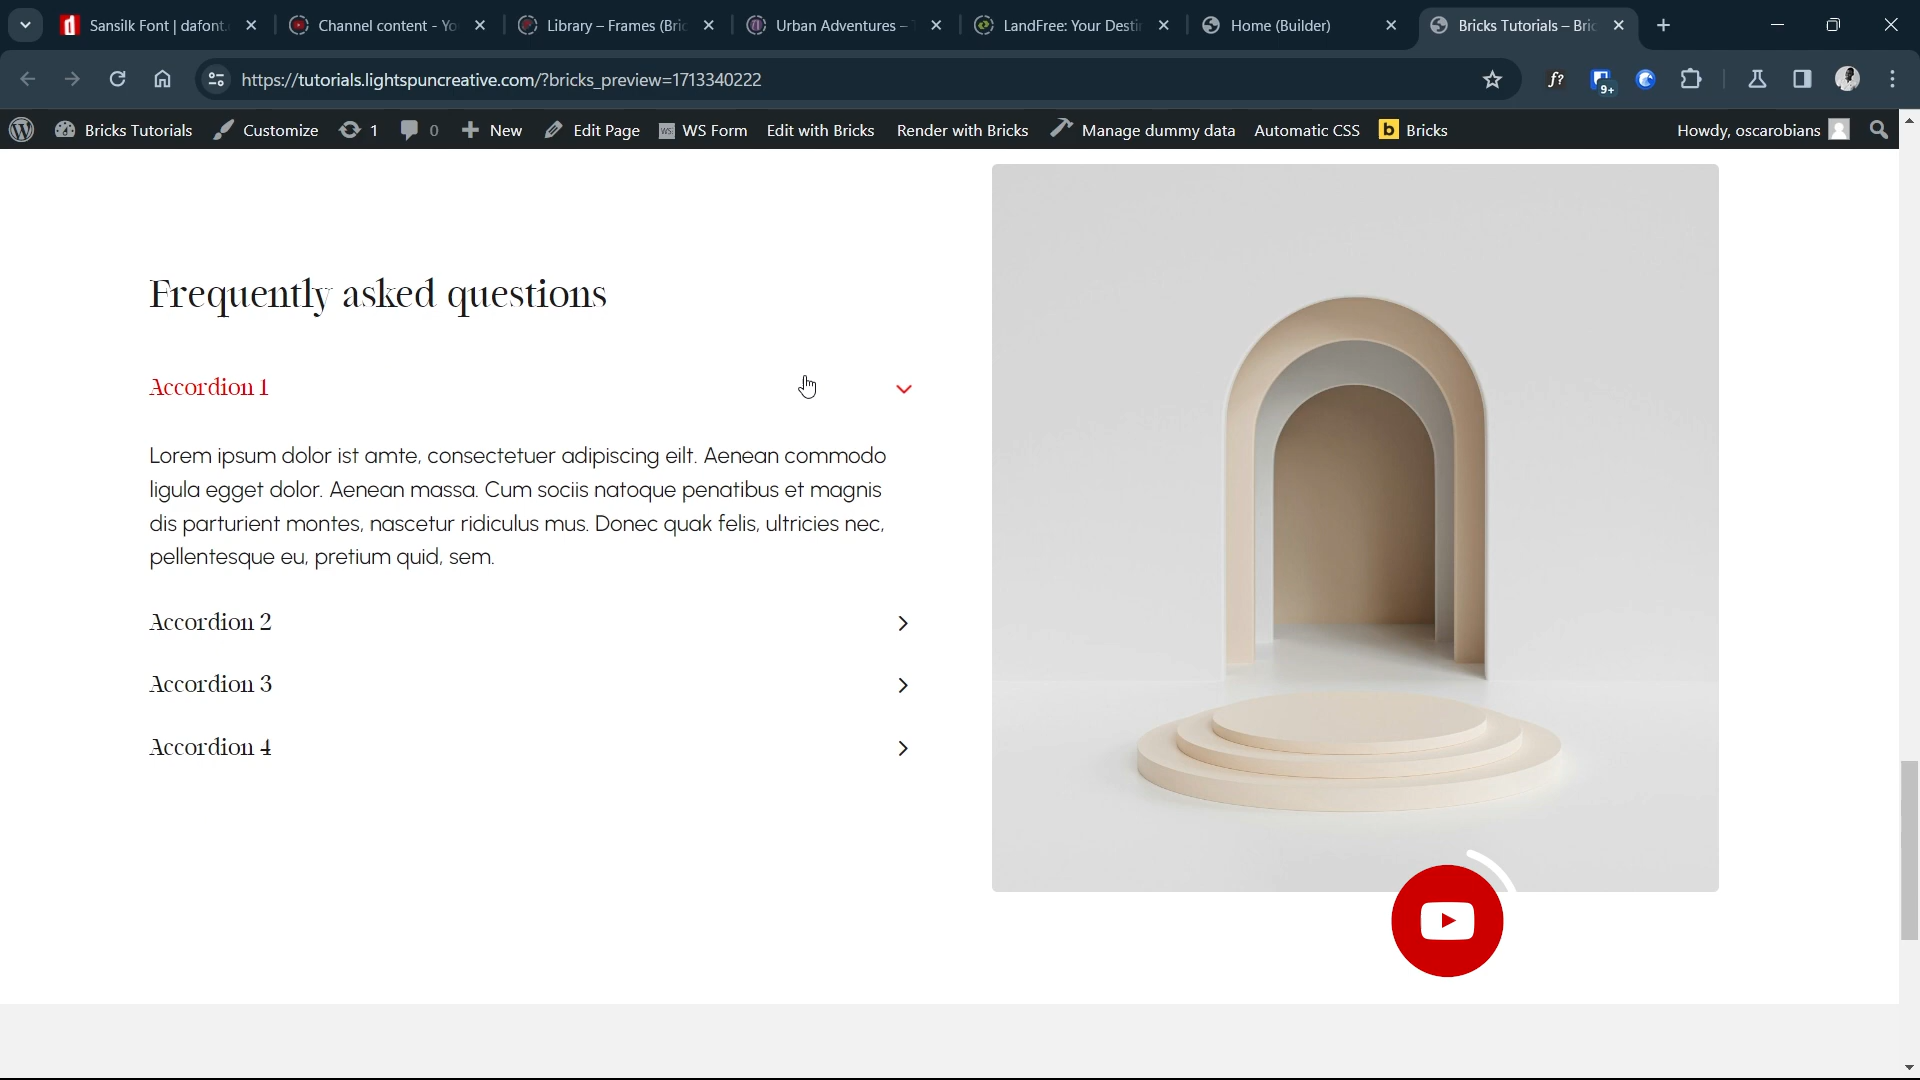 Sansilk Font | dafont.
Channel content - Yo
Library – Frames (Bric
Urban Adventures –
LandFree: Your Destin
Home (Builder)
Bricks Tutorials – Bric
https://tutorials.lightspuncreative.com/?bricks_preview=1713340222
f?
9+
Bricks Tutorials
Customize
1
0
New
Edit Page
WS
WS Form
Edit with Bricks
Render with Bricks
Manage dummy data
Automatic CSS
b
Bricks
Howdy, oscarobians
Frequently asked questions
Accordion 1
Lorem ipsum dolor ist amte, consectetuer adipiscing eilt. Aenean commodo
ligula egget dolor. Aenean massa. Cum sociis natoque penatibus et magnis
dis parturient montes, nascetur ridiculus mus. Donec quak felis, ultricies nec,
pellentesque eu, pretium quid, sem.
Accordion 2
Accordion 3
Accordion 4